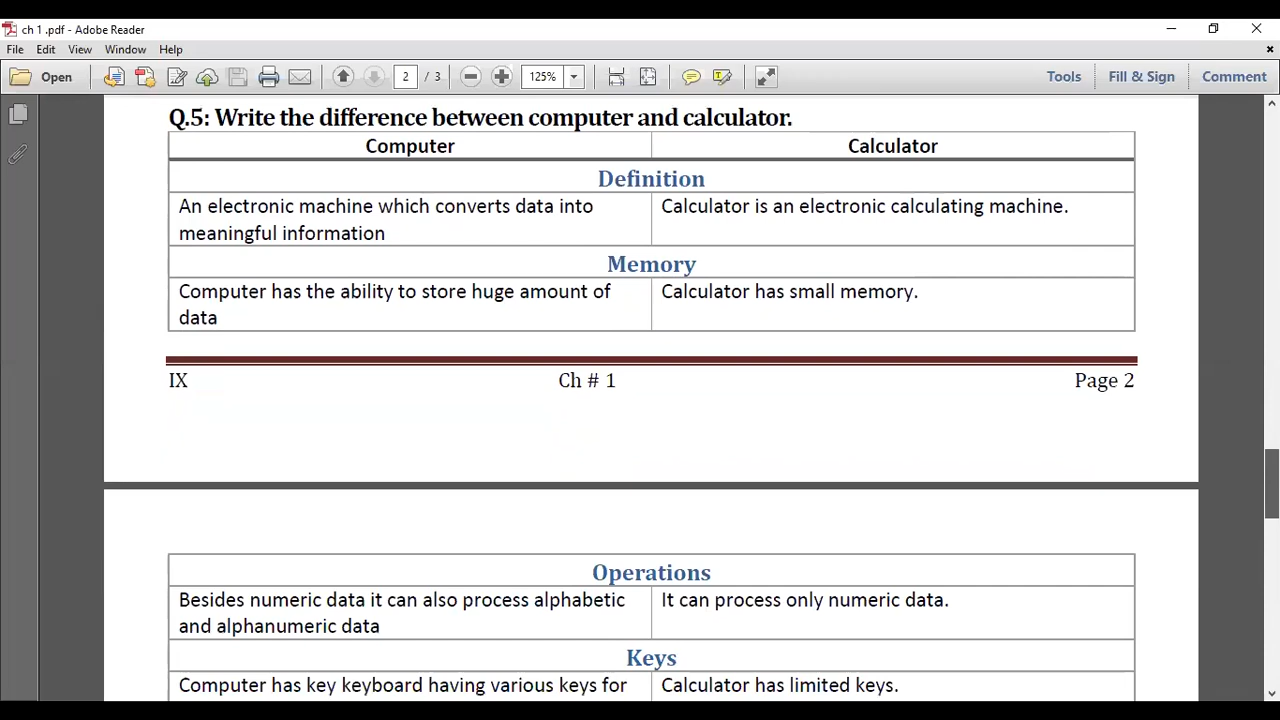 ch 1 .pdf - Adobe Reader
File Edit View Window Help
Open 2 / 3 125% Tools Fill & Sign Comment
Q.5: Write the difference between computer and calculator.
Computer Calculator
Definition
An electronic machine which converts data into Calculator is an electronic calculating machine.
meaningful information
Memory
Computer has the ability to store huge amount of Calculator has small memory.
data
IX Ch # 1 Page 2
Operations
Besides numeric data it can also process alphabetic It can process only numeric data.
and alphanumeric data
Keys
Computer has key keyboard having various keys for Calculator has limited keys.